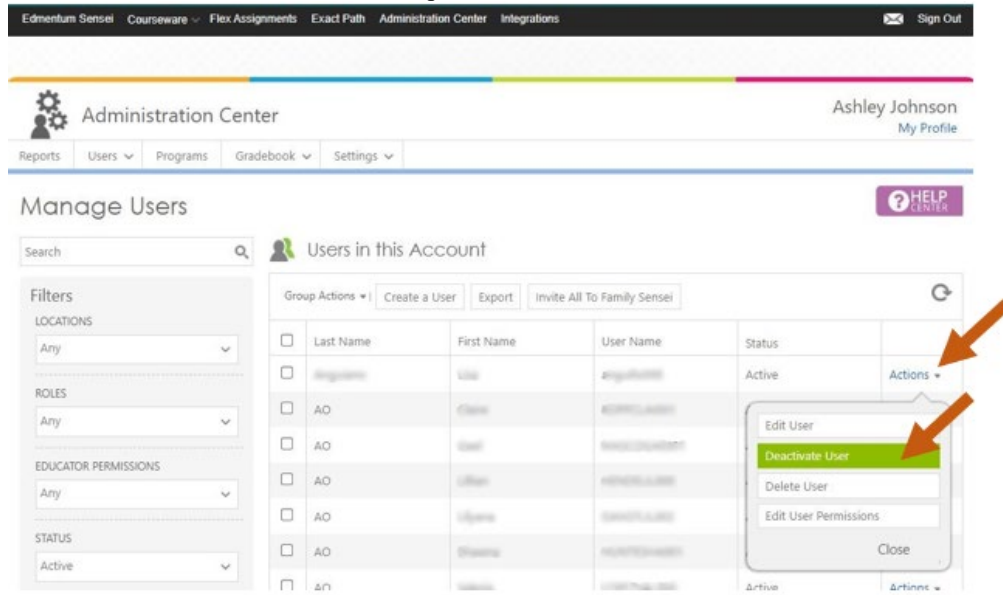 Edmentum Sensei Courseware Flex Assignments Exact Path Administration Center Integrations Sign Out
Administration Center
Ashley Johnson
My Profile
Reports Users Programs Gradebook Settings
Manage Users
? HELP CENTER
Search
Users in this Account
Filters
Group Actions Create a User Export Invite All To Family Sensei
LOCATIONS
Any
Last Name First Name User Name Status
Active Actions
ROLES
Any
AO
Edit User
AO
Deactivate User
EDUCATOR PERMISSIONS
Any
AO
Delete User
AO
Edit User Permissions
STATUS
Active
AO
Close
AO
Active Actions